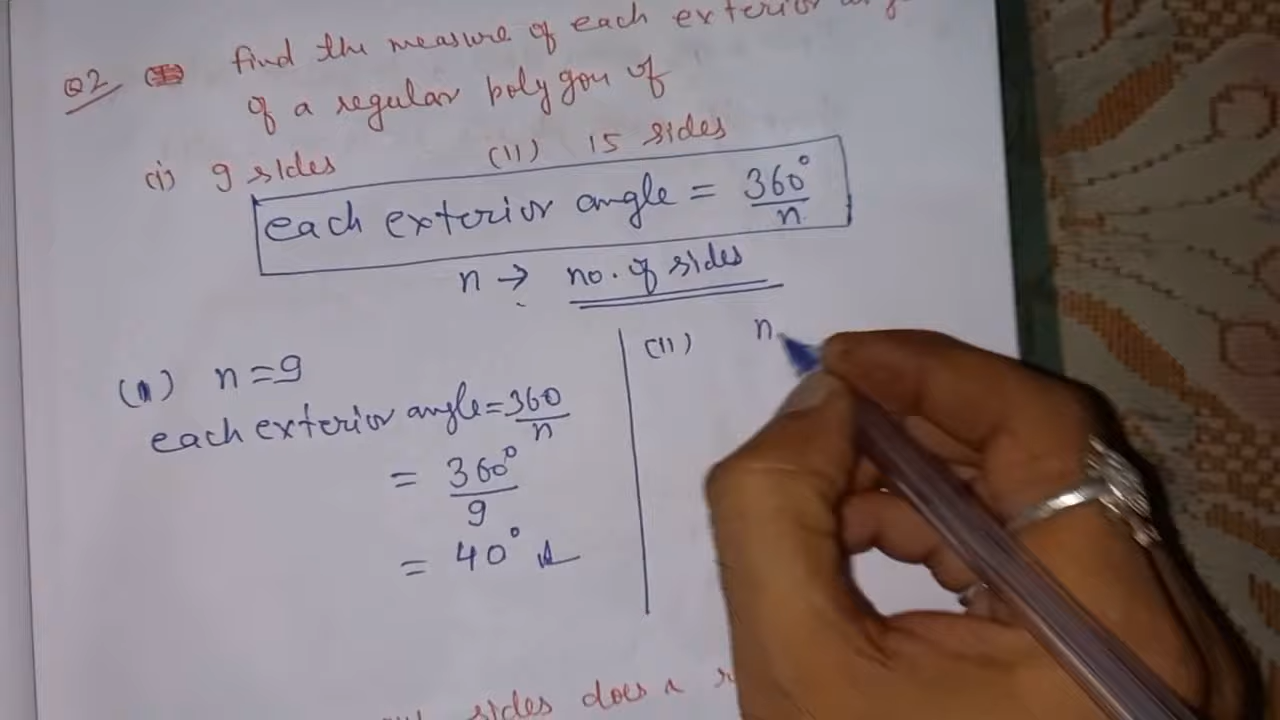 Q2 find the measure of each exterior
of a regular polygon of
(i) 9 sides (II) 15 sides
each exterior angle = 360°/n
n → no. of sides
(1) n=9
each exterior angle = 360/n
= 360°/9
= 40°
(II) n
sides does a